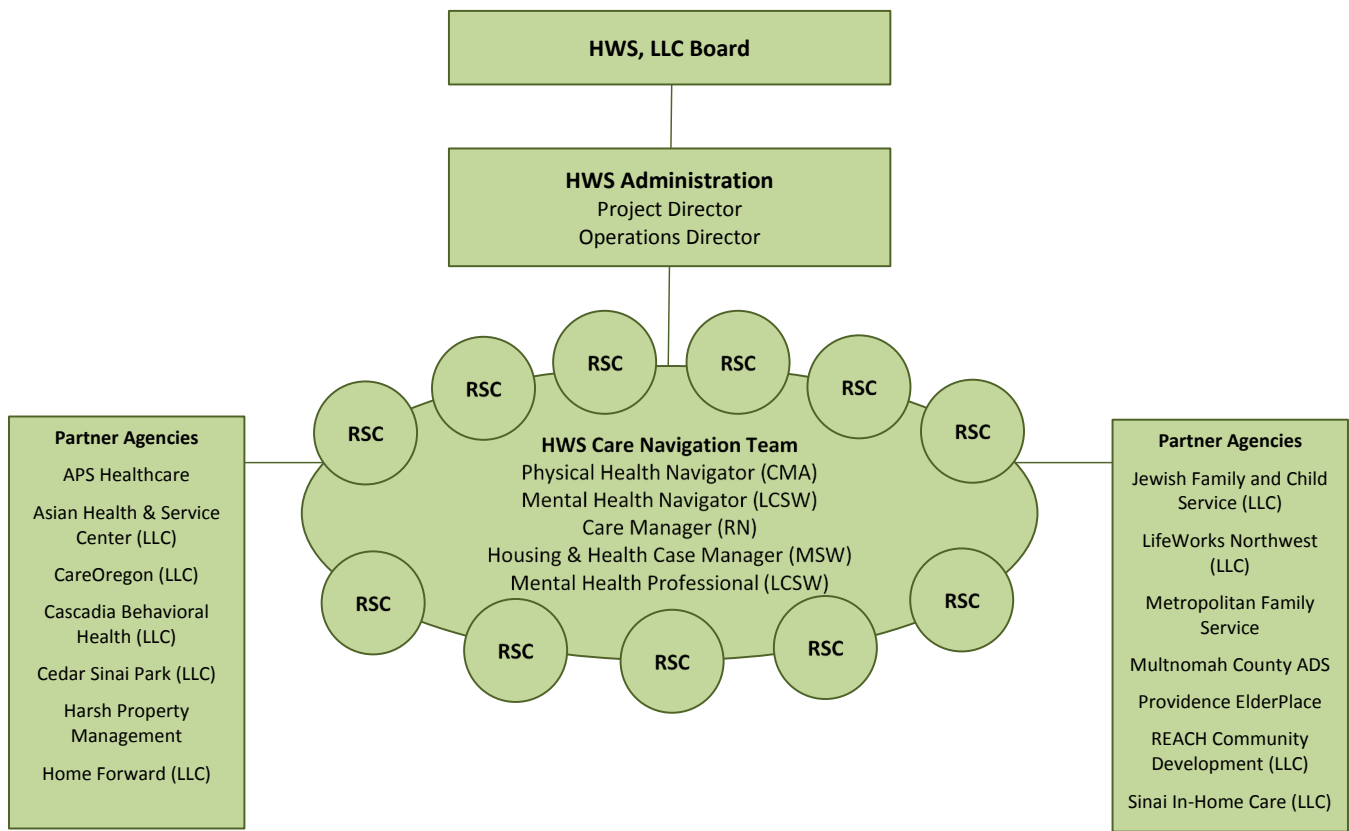 HWS, LLC Board
HWS Administration
Project Director
Operations Director
RSC
RSC
RSC
RSC
RSC
RSC
HWS Care Navigation Team
Physical Health Navigator (CMA)
Mental Health Navigator (LCSW)
Care Manager (RN)
Housing & Health Case Manager (MSW)
Mental Health Professional (LCSW)
RSC
RSC
RSC
RSC
RSC
Partner Agencies
APS Healthcare
Asian Health & Service
Center (LLC)
CareOregon (LLC)
Cascadia Behavioral
Health (LLC)
Cedar Sinai Park (LLC)
Harsh Property
Management
Home Forward (LLC)
Partner Agencies
Jewish Family and Child
Service (LLC)
LifeWorks Northwest
(LLC)
Metropolitan Family
Service
Multnomah County ADS
Providence ElderPlace
REACH Community
Development (LLC)
Sinai In-Home Care (LLC)